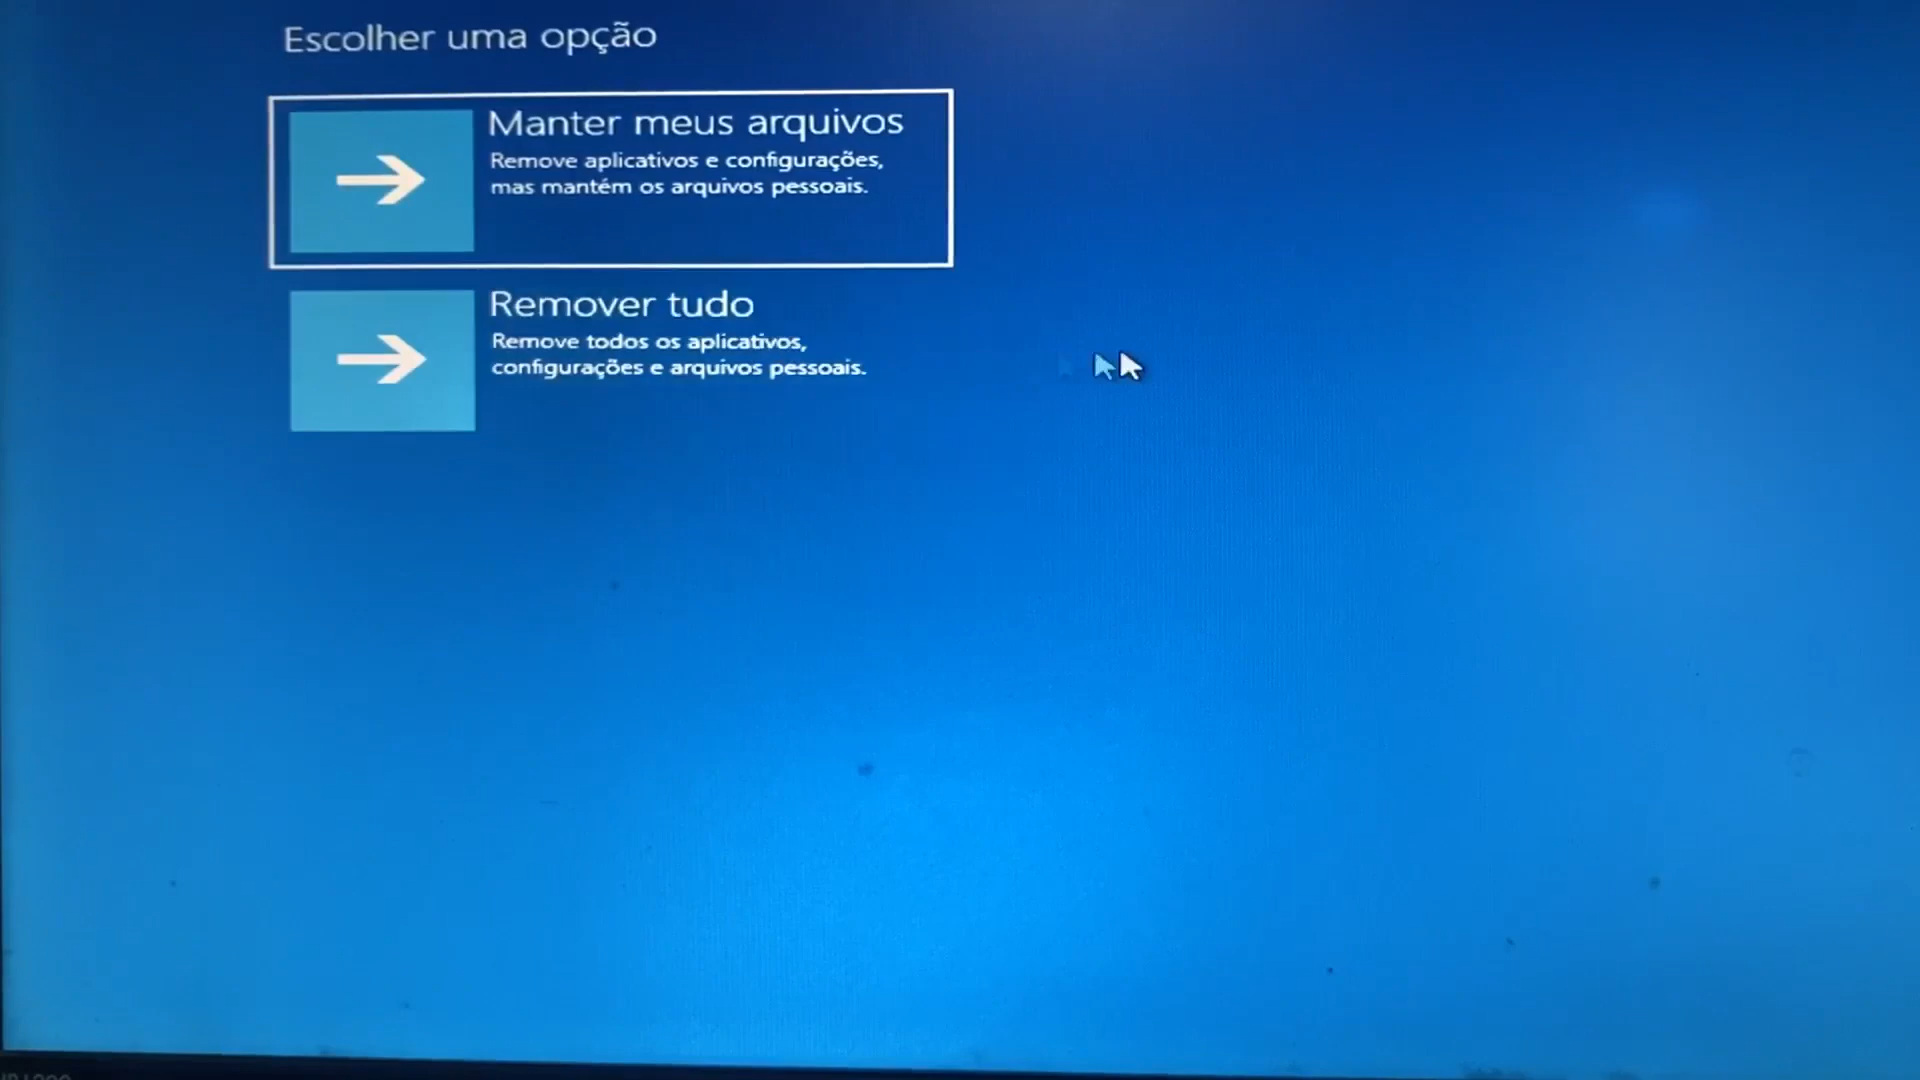 Escolher uma opção
Manter meus arquivos
Remove aplicativos e configurações,
mas mantém os arquivos pessoais.
Remover tudo
Remove todos os aplicativos,
configurações e arquivos pessoais.